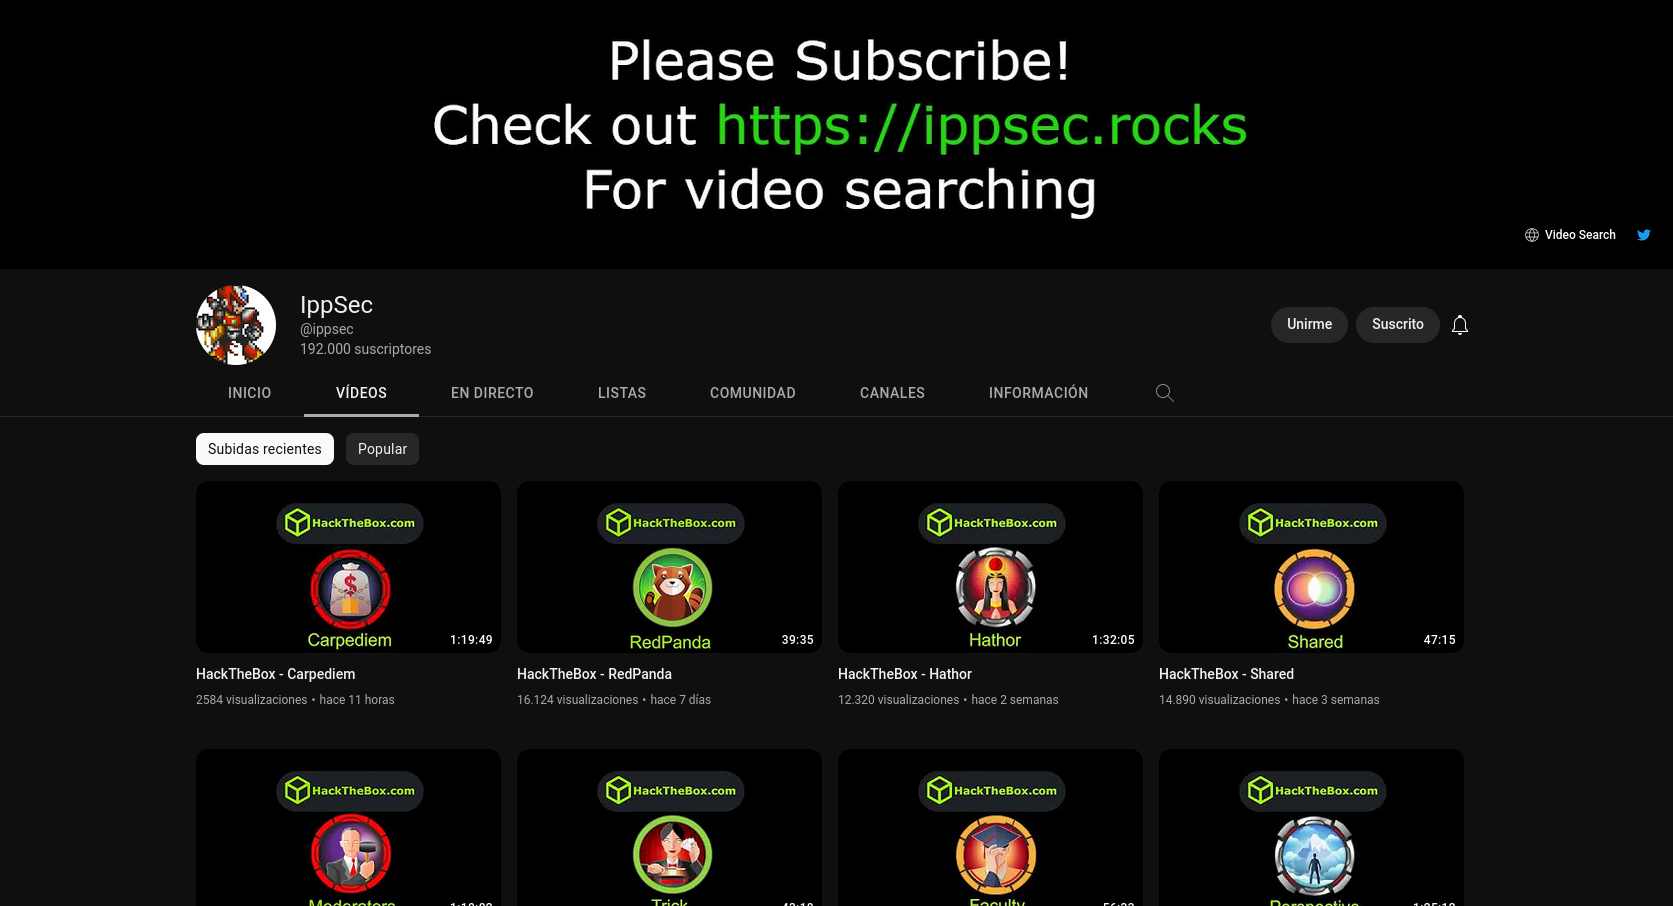 Please Subscribe!
Check out https://ippsec.rocks
For video searching
Video Search
IppSec
@ippsec
192.000 suscriptores
Unirme
Suscrito
INICIO VÍDEOS EN DIRECTO LISTAS COMUNIDAD CANALES INFORMACIÓN
Subidas recientes Popular
HackTheBox.com
Carpediem
1:19:49
HackTheBox - Carpediem
2584 visualizaciones • hace 11 horas
HackTheBox.com
RedPanda
39:35
HackTheBox - RedPanda
16.124 visualizaciones • hace 7 días
HackTheBox.com
Hathor
1:32:05
HackTheBox - Hathor
12.320 visualizaciones • hace 2 semanas
HackTheBox.com
Shared
47:15
HackTheBox - Shared
14.890 visualizaciones • hace 3 semanas
HackTheBox.com
Moderators
HackTheBox.com
Trick
HackTheBox.com
Faculty
HackTheBox.com
Perspective